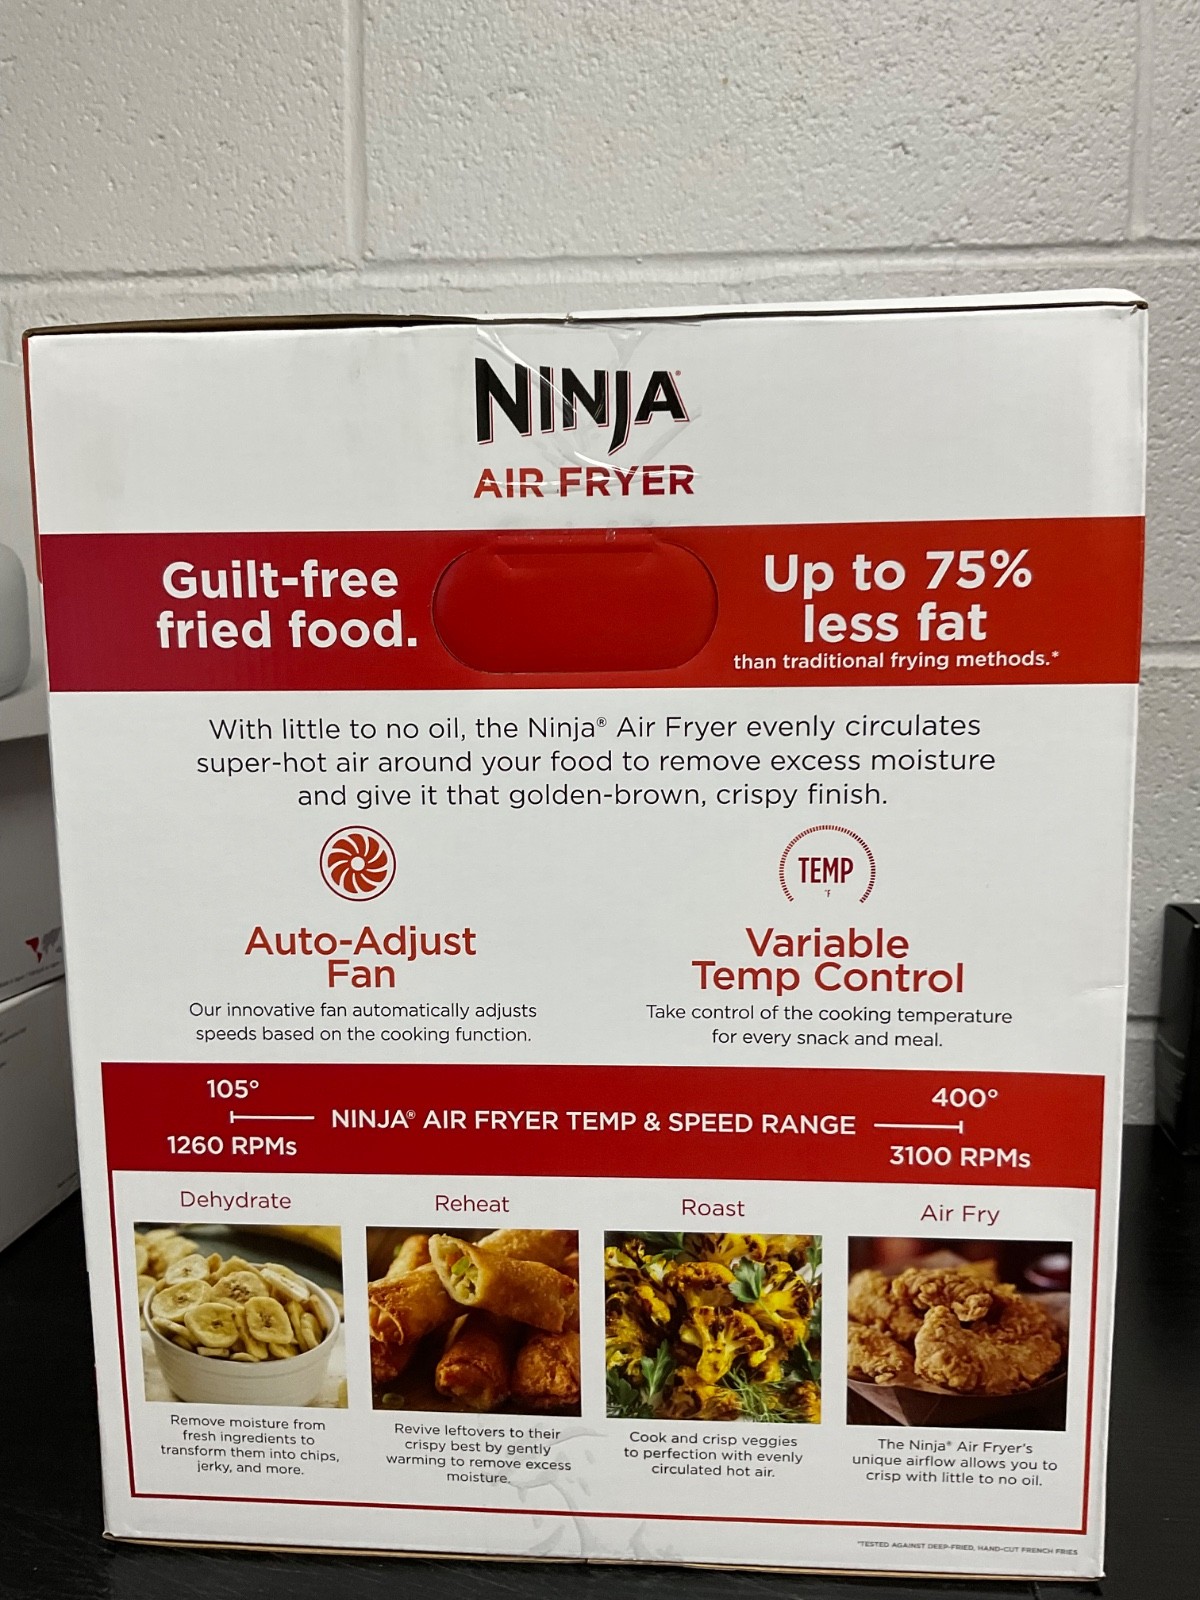 NINJA®
AIR FRYER
Guilt-free
fried food.
Up to 75%
less fat
than traditional frying methods.*
With little to no oil, the Ninja® Air Fryer evenly circulates
super-hot air around your food to remove excess moisture
and give it that golden-brown, crispy finish.
TEMP
°F
Auto-Adjust
Fan
Our innovative fan automatically adjusts
speeds based on the cooking function.
Variable
Temp Control
Take control of the cooking temperature
for every snack and meal.
105°
1260 RPMs
NINJA® AIR FRYER TEMP & SPEED RANGE
400°
3100 RPMs
Dehydrate
Remove moisture from
fresh ingredients to
transform them into chips,
jerky, and more.
Reheat
Revive leftovers to their
crispy best by gently
warming to remove excess
moisture.
Roast
Cook and crisp veggies
to perfection with evenly
circulated hot air.
Air Fry
The Ninja® Air Fryer's
unique airflow allows you to
crisp with little to no oil.
*TESTED AGAINST DEEP-FRIED, HAND-CUT FRENCH FRIES